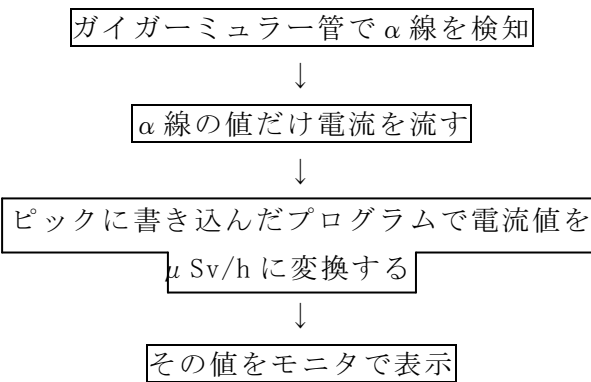 ガイガーミュラー管でα線を検知
↓
α線の値だけ電流を流す
↓
ピックに書き込んだプログラムで電流値を
μSv/hに変換する
↓
その値をモニタで表示